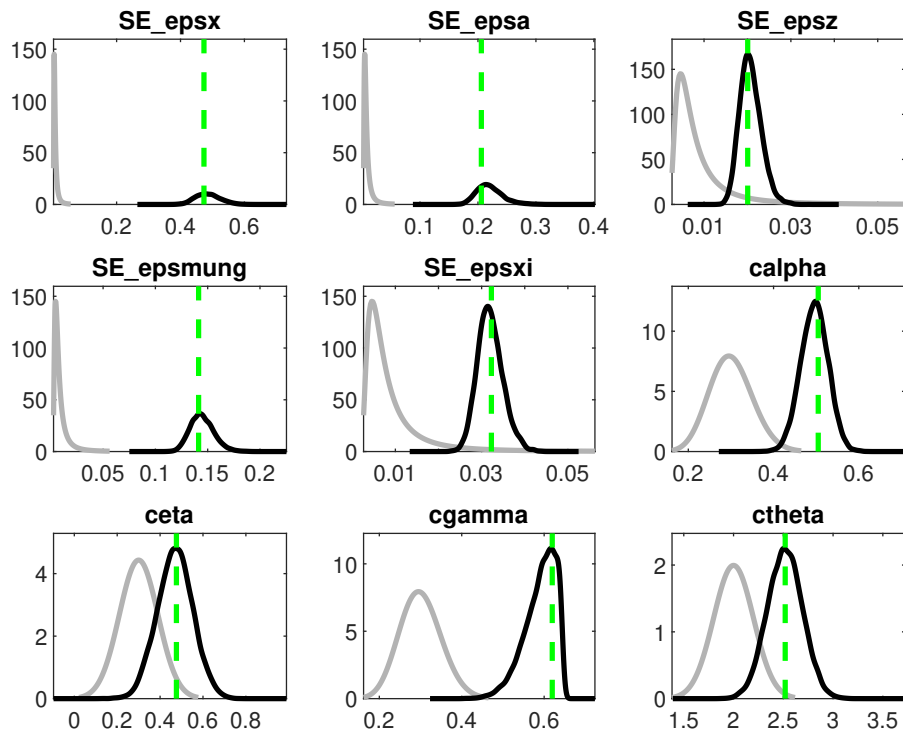 SE_epsx SE_epsa SE_epsz
150 150 150
100 100 100
50 50 50
0 0 0
0.2 0.4 0.6 0.1 0.2 0.3 0.4 0.01 0.03 0.05
SE_epsmung SE_epsxi calpha
150 150
100 100 10
50 50 5
0 0 0
0.05 0.1 0.15 0.2 0.01 0.03 0.05 0.2 0.4 0.6
ceta cgamma ctheta
4 10 2
2 5 1
0 0 0
0 0.2 0.4 0.6 0.8 0.2 0.4 0.6 1.5 2 2.5 3 3.5